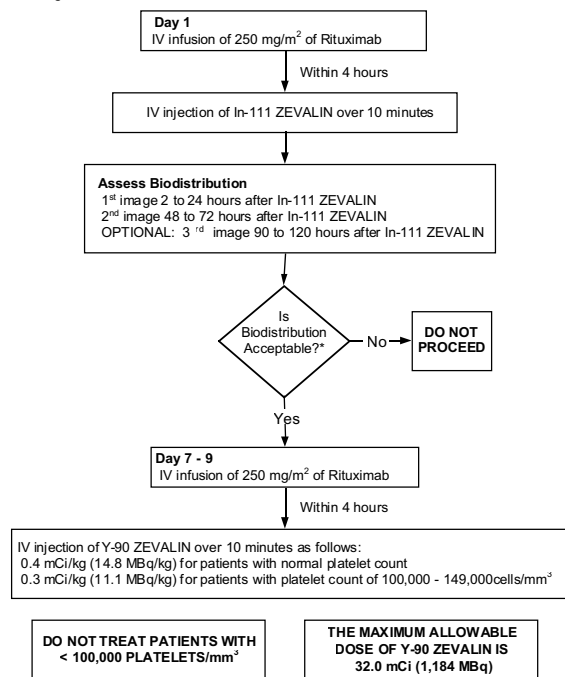 Day 1
IV infusion of 250 mg/m² of Rituximab
Within 4 hours
IV injection of In-111 ZEVALIN over 10 minutes
Assess Biodistribution
1st image 2 to 24 hours after In-111 ZEVALIN
2nd image 48 to 72 hours after In-111 ZEVALIN
OPTIONAL: 3 rd image 90 to 120 hours after In-111 ZEVALIN
Is
Biodistribution
Acceptable?*
No
DO NOT
PROCEED
Yes
Day 7 - 9
IV infusion of 250 mg/m² of Rituximab
Within 4 hours
IV injection of Y-90 ZEVALIN over 10 minutes as follows:
0.4 mCi/kg (14.8 MBq/kg) for patients with normal platelet count
0.3 mCi/kg (11.1 MBq/kg) for patients with platelet count of 100,000 - 149,000cells/mm³
DO NOT TREAT PATIENTS WITH
< 100,000 PLATELETS/mm³
THE MAXIMUM ALLOWABLE
DOSE OF Y-90 ZEVALIN IS
32.0 mCi (1,184 MBq)